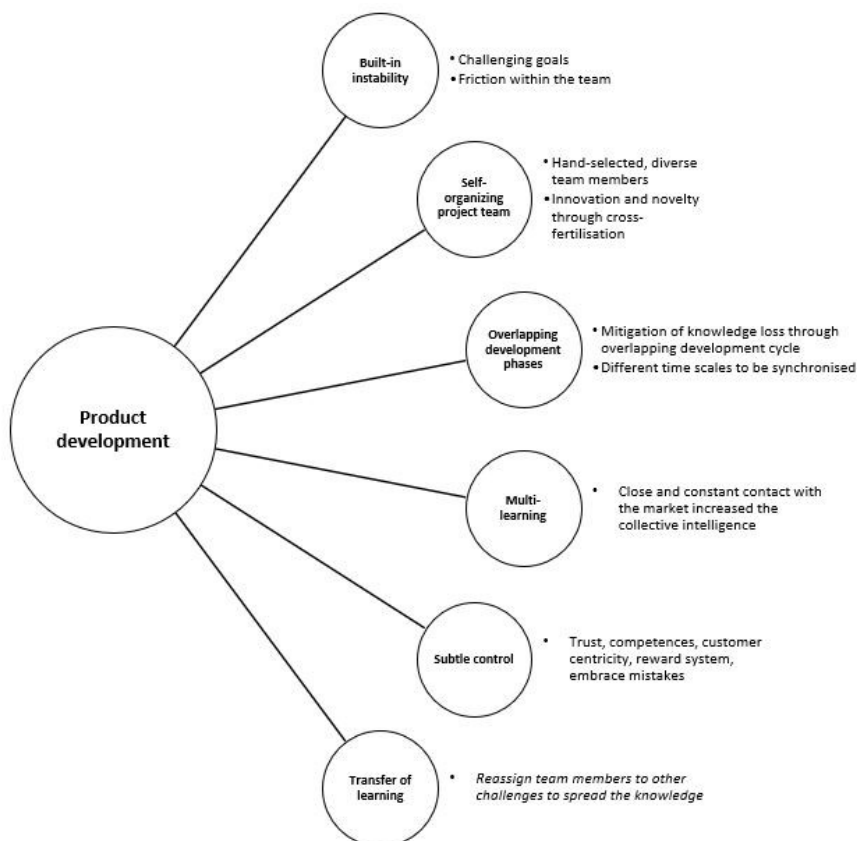 Built-in
instability
• Challenging goals
• Friction within the team
Self-
organizing
project team
• Hand-selected, diverse
team members
• Innovation and novelty
through cross-
fertilisation
Overlapping
development
phases
• Mitigation of knowledge loss through
overlapping development cycle
• Different time scales to be synchronised
Product
development
Multi-
learning
• Close and constant contact with
the market increased the
collective intelligence
Subtle control
• Trust, competences, customer
centricity, reward system,
embrace mistakes
Transfer of
learning
• Reassign team members to other
challenges to spread the knowledge